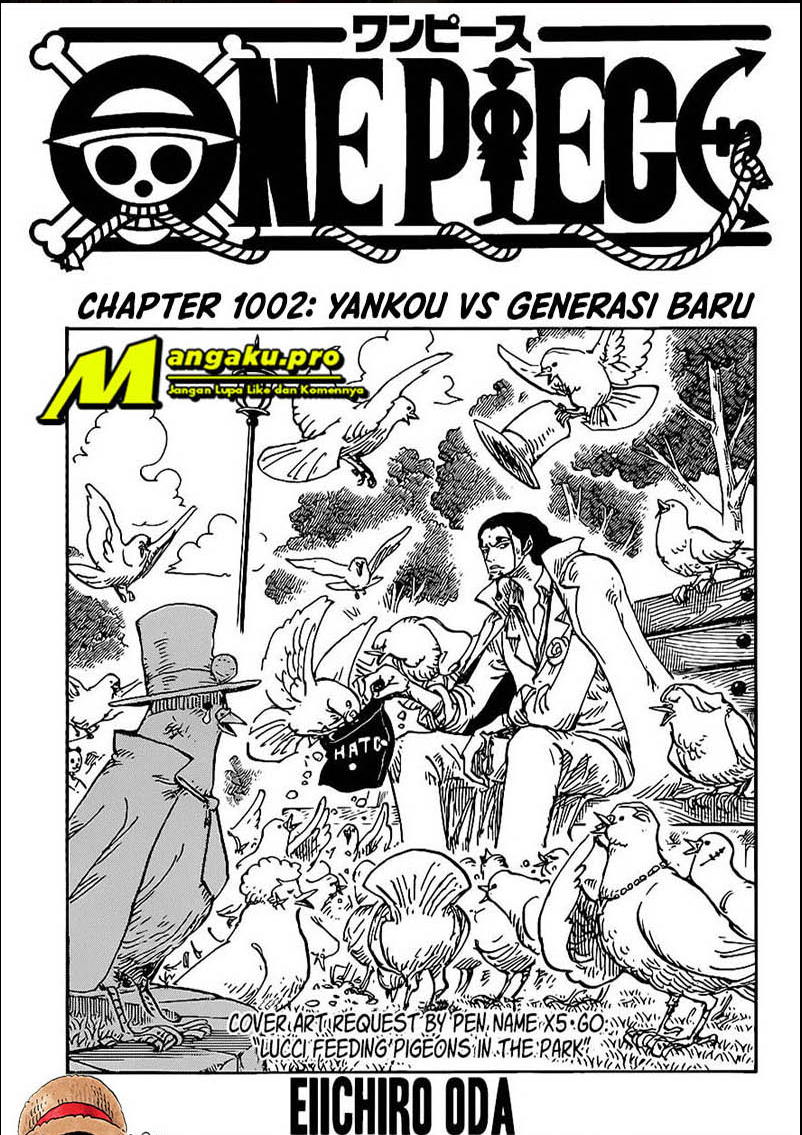 ワンピース
ONE PIECE
CHAPTER 1002: YANKOU VS GENERASI BARU
Mangaku.pro
Jangan Lupa Like dan Komennya
HATO
COVER ART REQUEST BY PEN NAME X5•GO:
"LUCCI FEEDING PIGEONS IN THE PARK"
EIICHIRO ODA